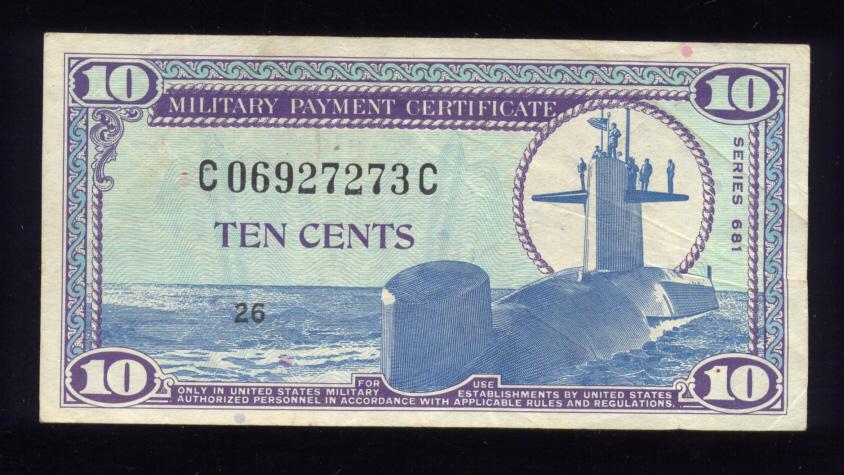 10 10
MILITARY PAYMENT CERTIFICATE
C06927273C
SERIES 681
TEN CENTS
26
10 10
FOR USE
ONLY IN UNITED STATES MILITARY ESTABLISHMENTS BY UNITED STATES
AUTHORIZED PERSONNEL IN ACCORDANCE WITH APPLICABLE RULES AND REGULATIONS.